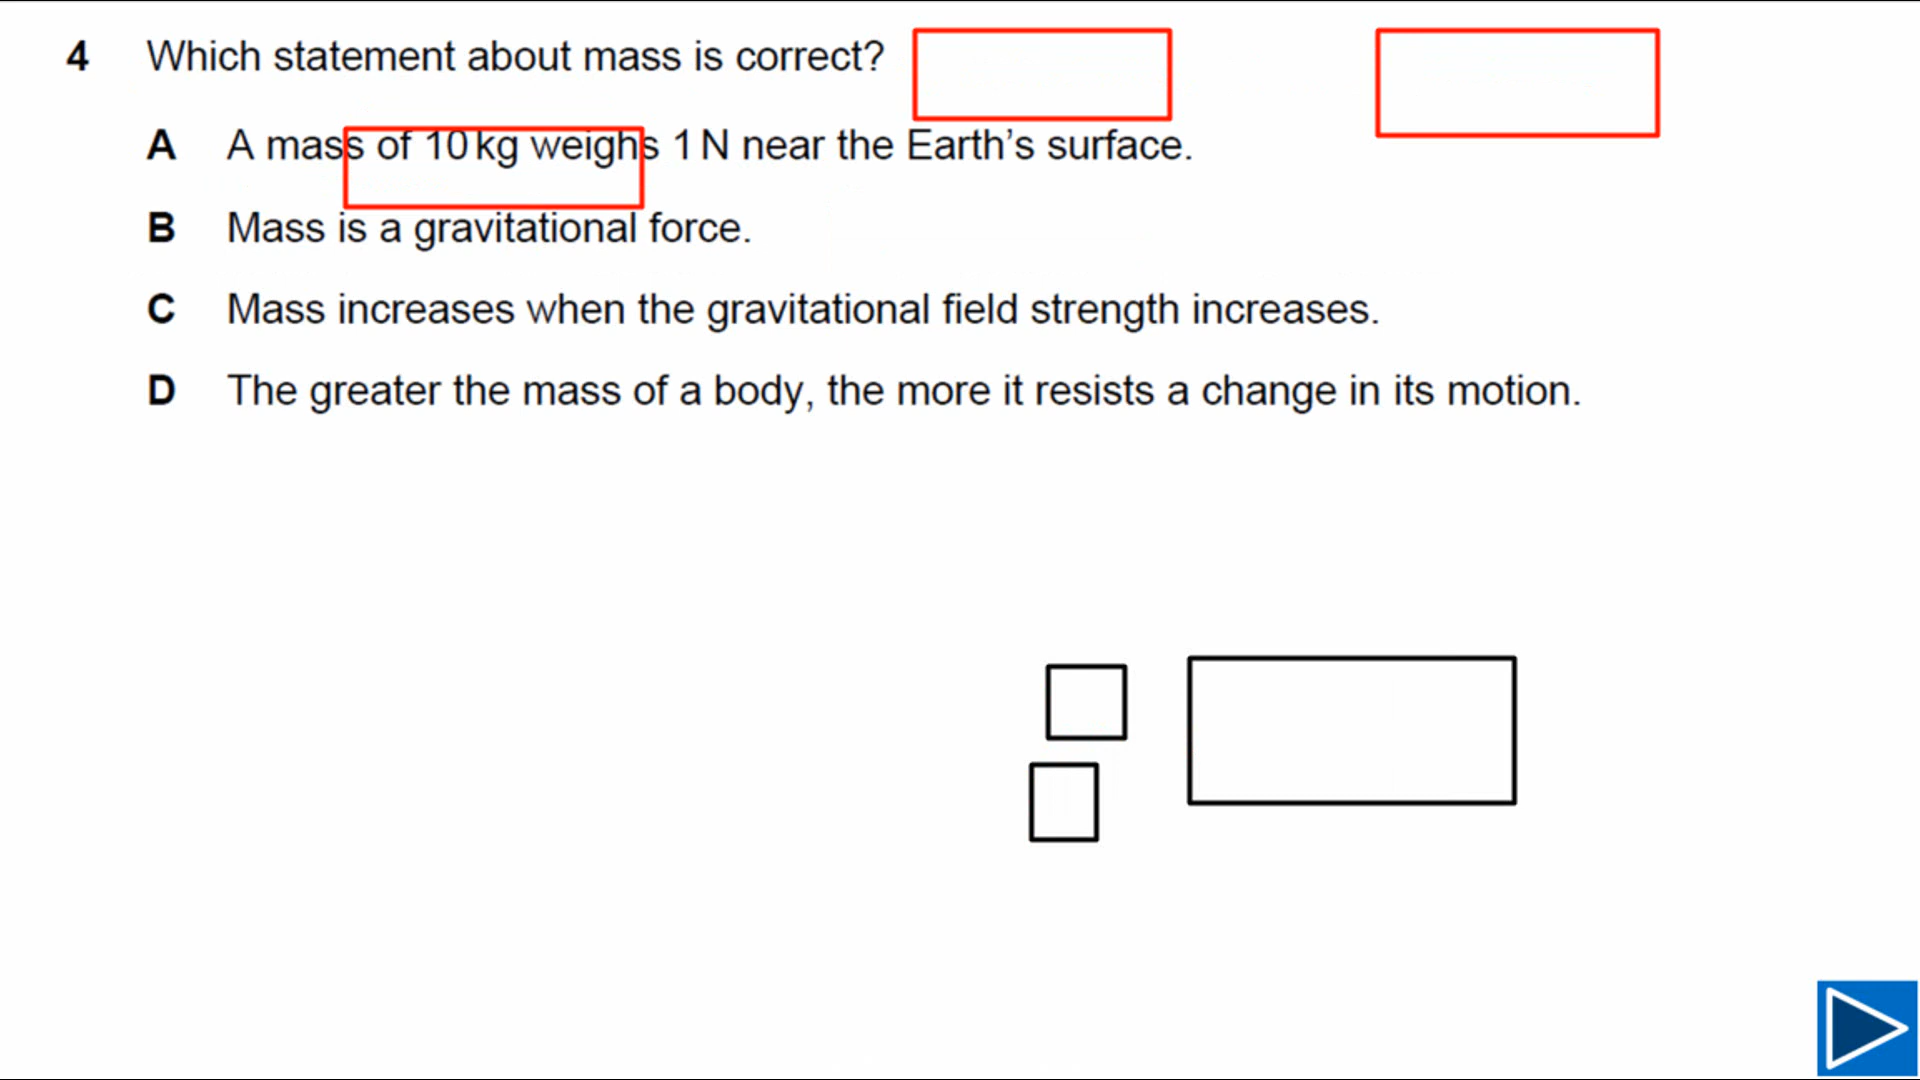 4 Which statement about mass is correct?
A A mass of 10 kg weighs 1 N near the Earth’s surface.
B Mass is a gravitational force.
C Mass increases when the gravitational field strength increases.
D The greater the mass of a body, the more it resists a change in its motion.